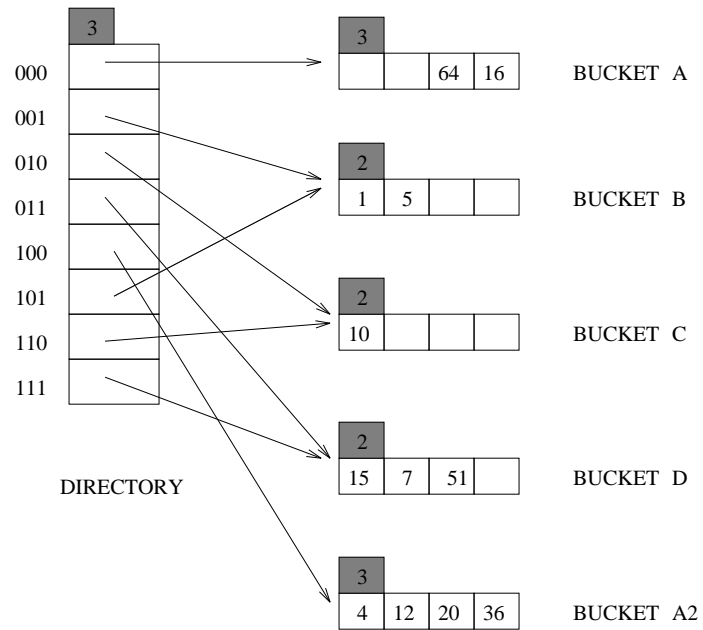 3
000
001
010
011
100
101
110
111
DIRECTORY
3
64 16
BUCKET A
2
1 5
BUCKET B
2
10
BUCKET C
2
15 7 51
BUCKET D
3
4 12 20 36
BUCKET A2